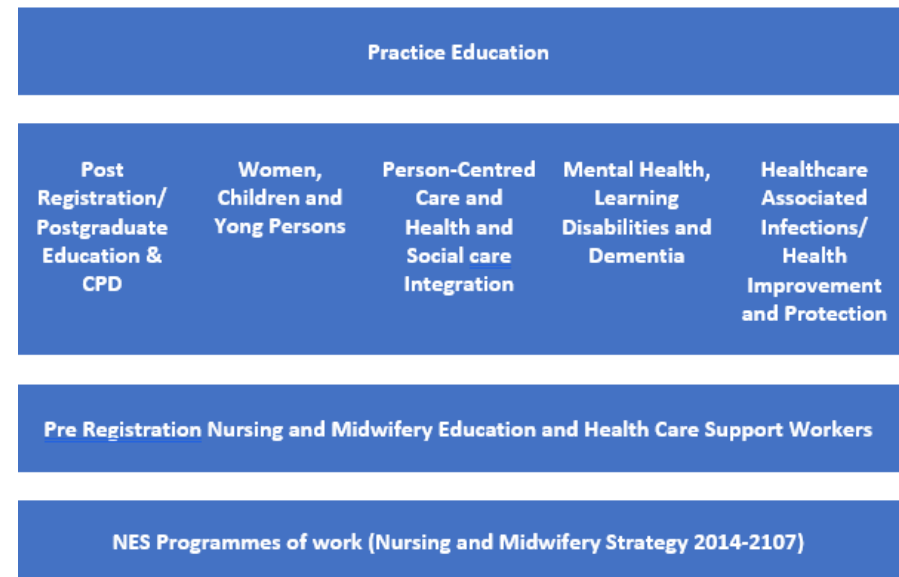 Practice Education
Post
Registration/
Postgraduate
Education &
CPD
Women,
Children and
Yong Persons
Person-Centred
Care and
Health and
Social care
Integration
Mental Health,
Learning
Disabilities and
Dementia
Healthcare
Associated
Infections/
Health
Improvement
and Protection
Pre Registration Nursing and Midwifery Education and Health Care Support Workers
NES Programmes of work (Nursing and Midwifery Strategy 2014-2107)